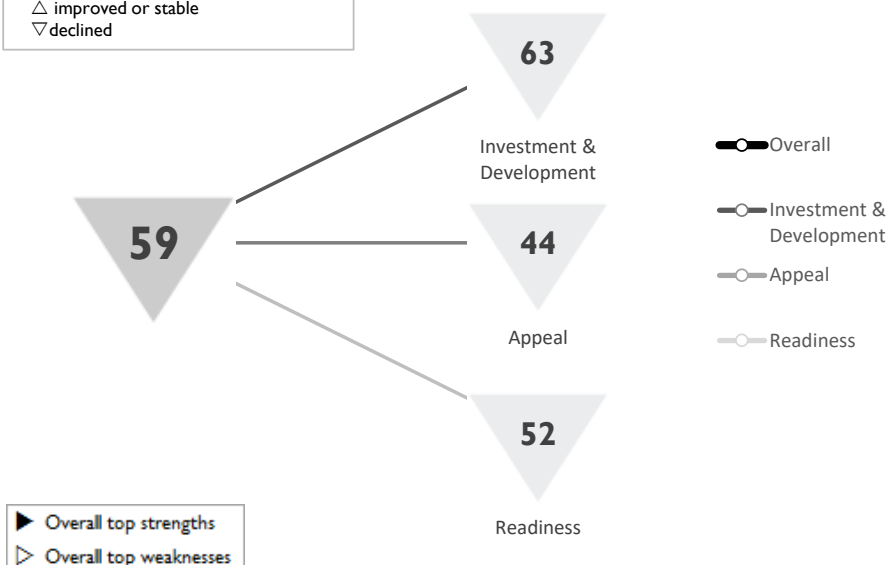 △ improved or stable
▽ declined
63
Investment &
Development
59
44
Appeal
52
Readiness
Overall
Investment &
Development
Appeal
Readiness
▶ Overall top strengths
▷ Overall top weaknesses